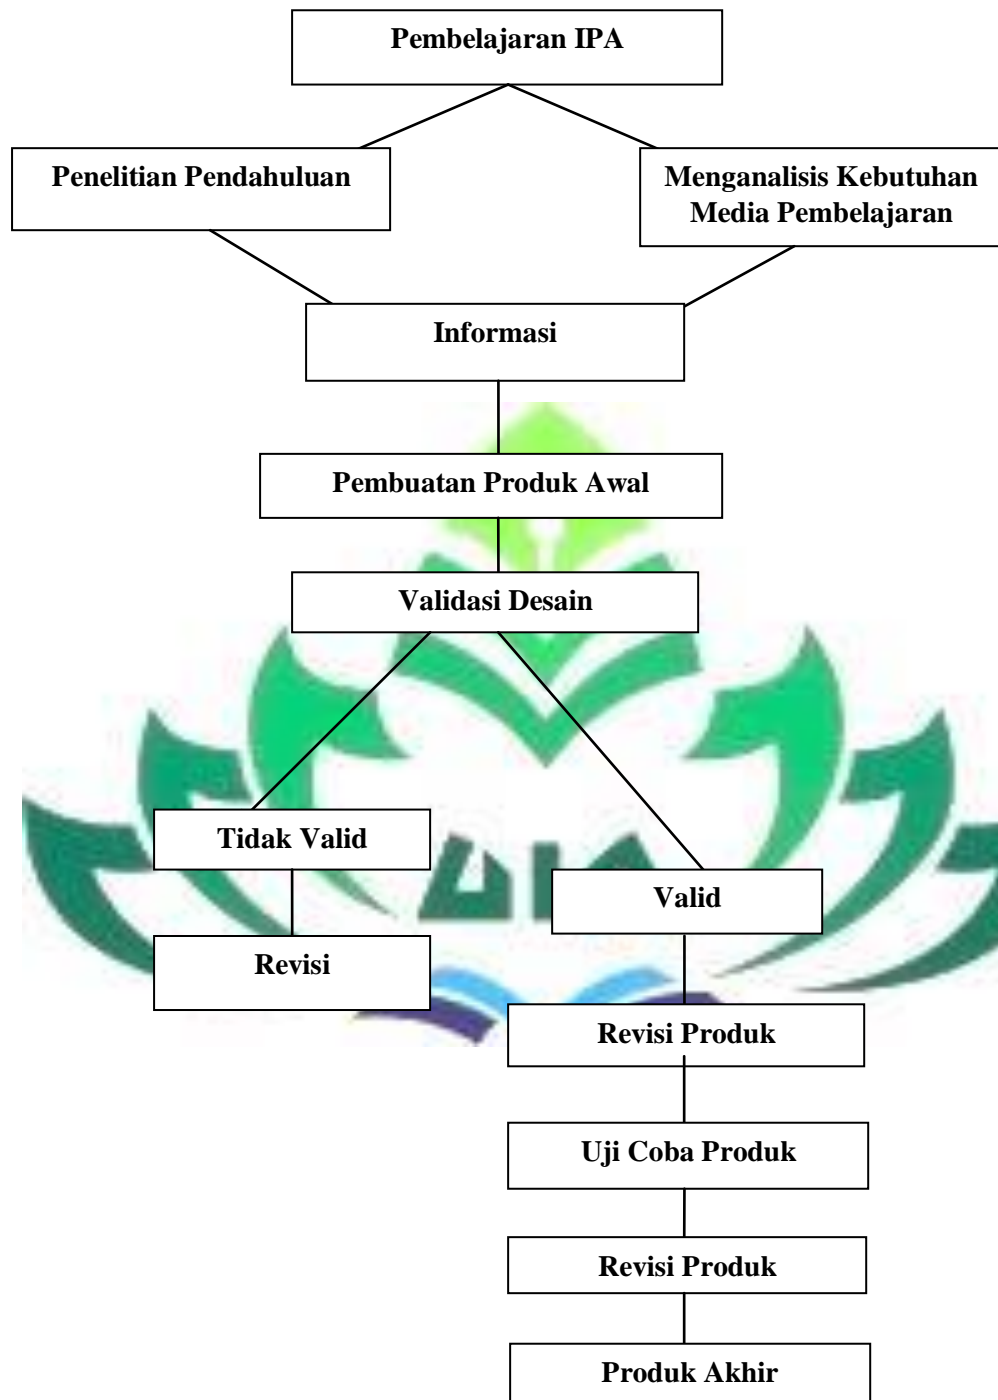 Pembelajaran IPA
Penelitian Pendahuluan
Menganalisis Kebutuhan
Media Pembelajaran
Informasi
Pembuatan Produk Awal
Validasi Desain
Tidak Valid
Valid
Revisi
Revisi Produk
Uji Coba Produk
Revisi Produk
Produk Akhir